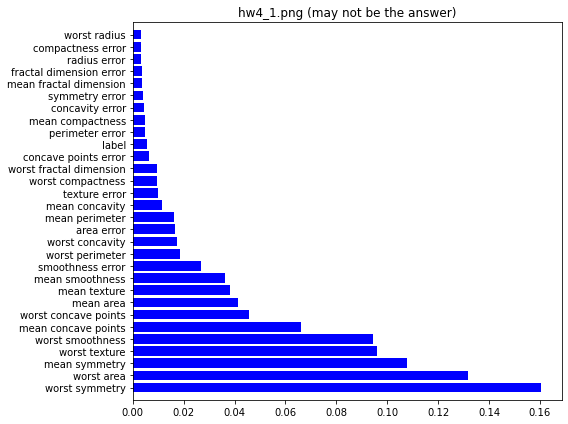 hw4_1.png (may not be the answer)
worst radius
compactness error
radius error
fractal dimension error
mean fractal dimension
symmetry error
concavity error
mean compactness
perimeter error
label
concave points error
worst fractal dimension
worst compactness
texture error
mean concavity
mean perimeter
area error
worst concavity
worst perimeter
smoothness error
mean smoothness
mean texture
mean area
worst concave points
mean concave points
worst smoothness
worst texture
mean symmetry
worst area
worst symmetry
0.00 0.02 0.04 0.06 0.08 0.10 0.12 0.14 0.16